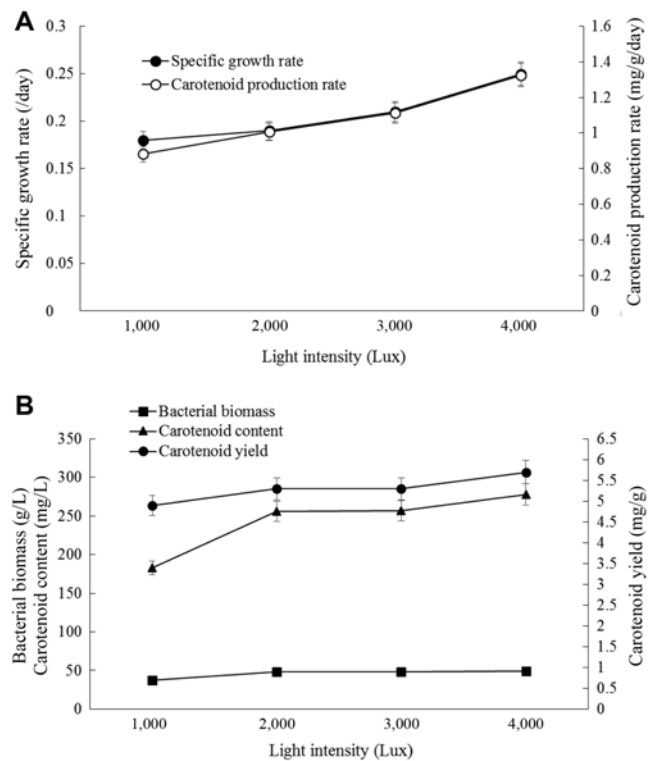 A
Specific growth rate
Carotenoid production rate
Specific growth rate (/day)
0.3
0.25
0.2
0.15
0.1
0.05
0
1.6
1.4
1.2
1
0.8
0.6
0.4
0.2
0
Carotenoid production rate (mg/g/day)
1,000 2,000 3,000 4,000
Light intensity (Lux)
B
Bacterial biomass
Carotenoid content
Carotenoid yield
Bacterial biomass (g/L)
Carotenoid content (mg/L)
350
300
250
200
150
100
50
0
6.5
6
5.5
5
4.5
4
3.5
3
2.5
2
1.5
1
0.5
0
Carotenoid yield (mg/g)
1,000 2,000 3,000 4,000
Light intensity (Lux)